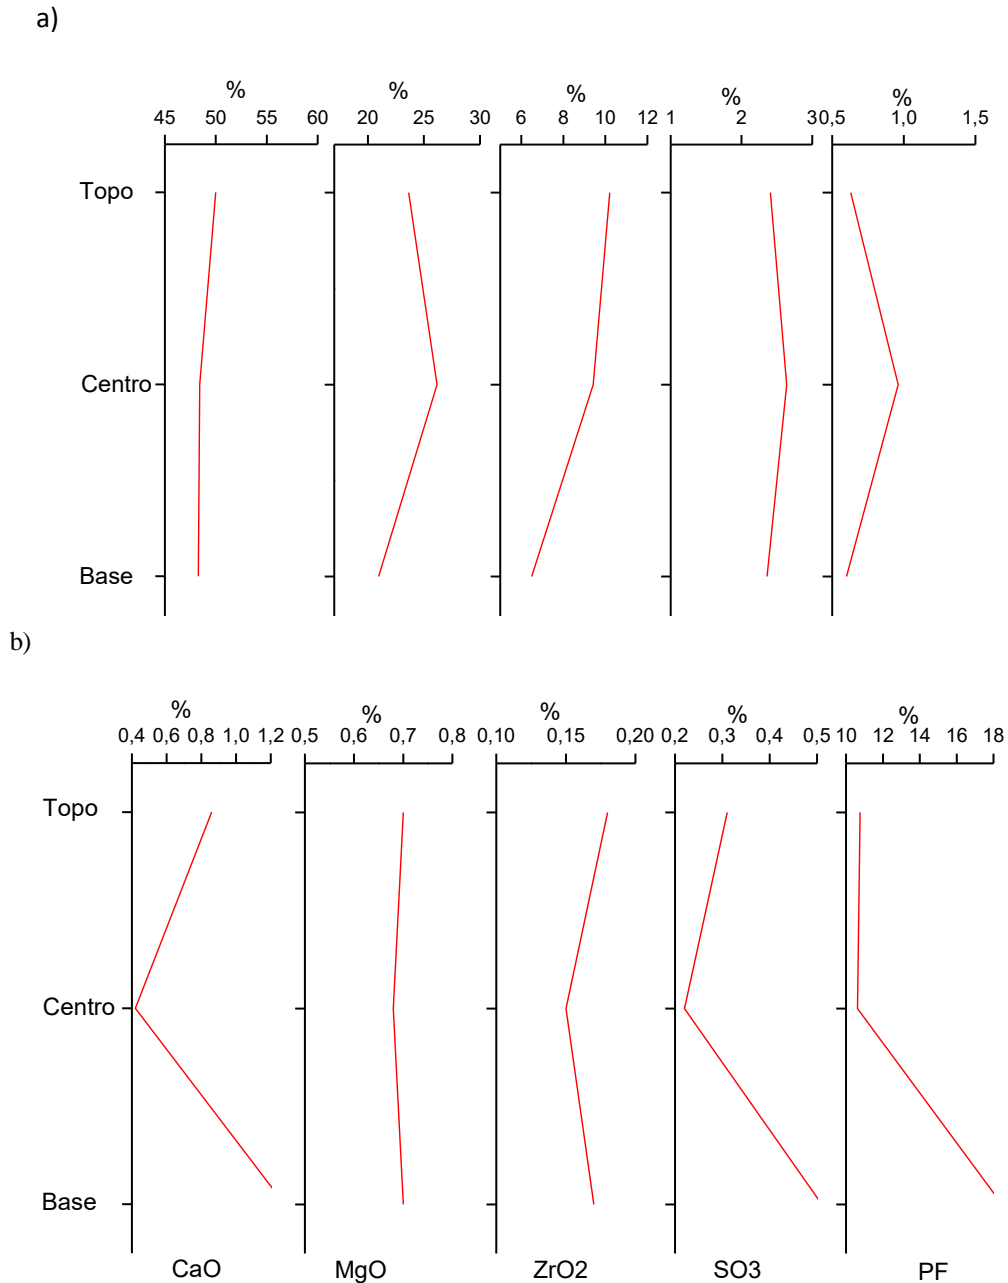 a)
% % % % %
45 50 55 60 20 25 30 6 8 10 12 1 2 3 0,5 1,0 1,5
Topo
Centro
Base
b)
% % % % %
0,4 0,6 0,8 1,0 1,2 0,5 0,6 0,7 0,8 0,10 0,15 0,20 0,2 0,3 0,4 0,5 10 12 14 16 18
Topo
Centro
Base
CaO MgO ZrO2 SO3 PF